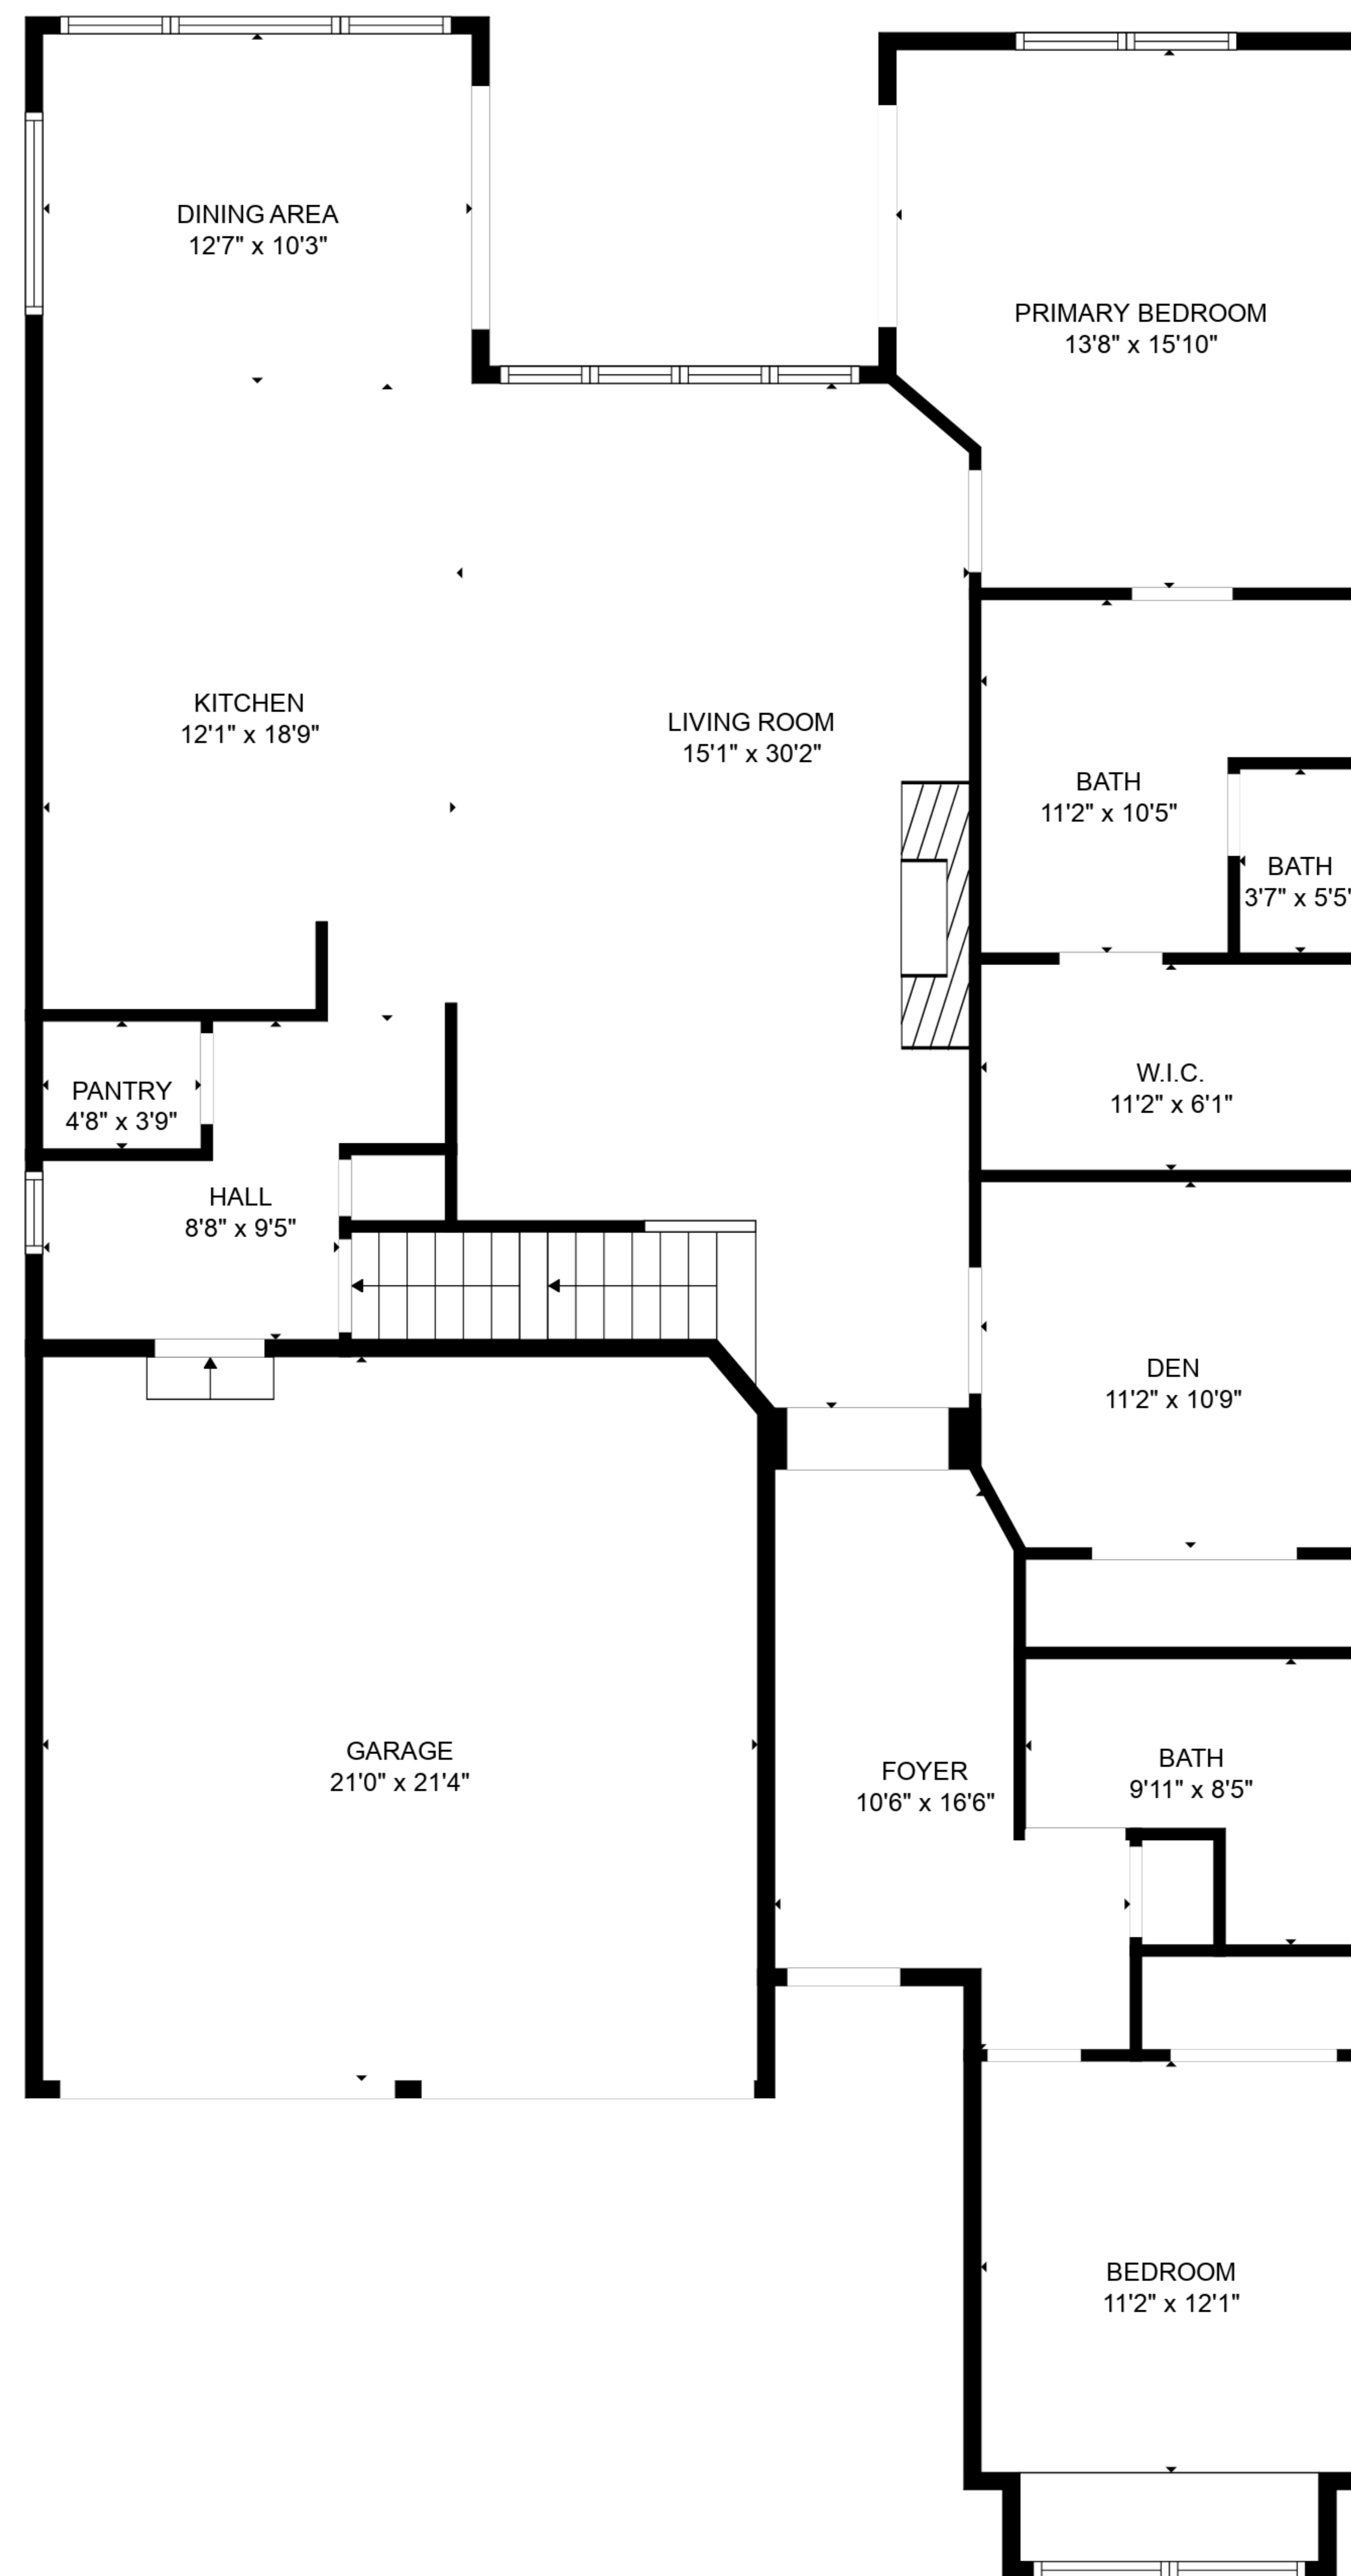 DINING AREA
12'7" x 10'3"
PRIMARY BEDROOM
13'8" x 15'10"
KITCHEN
12'1" x 18'9"
LIVING ROOM
15'1" x 30'2"
BATH
11'2" x 10'5"
BATH
3'7" x 5'5"
W.I.C.
11'2" x 6'1"
PANTRY
4'8" x 3'9"
HALL
8'8" x 9'5"
DEN
11'2" x 10'9"
GARAGE
21'0" x 21'4"
FOYER
10'6" x 16'6"
BATH
9'11" x 8'5"
BEDROOM
11'2" x 12'1"